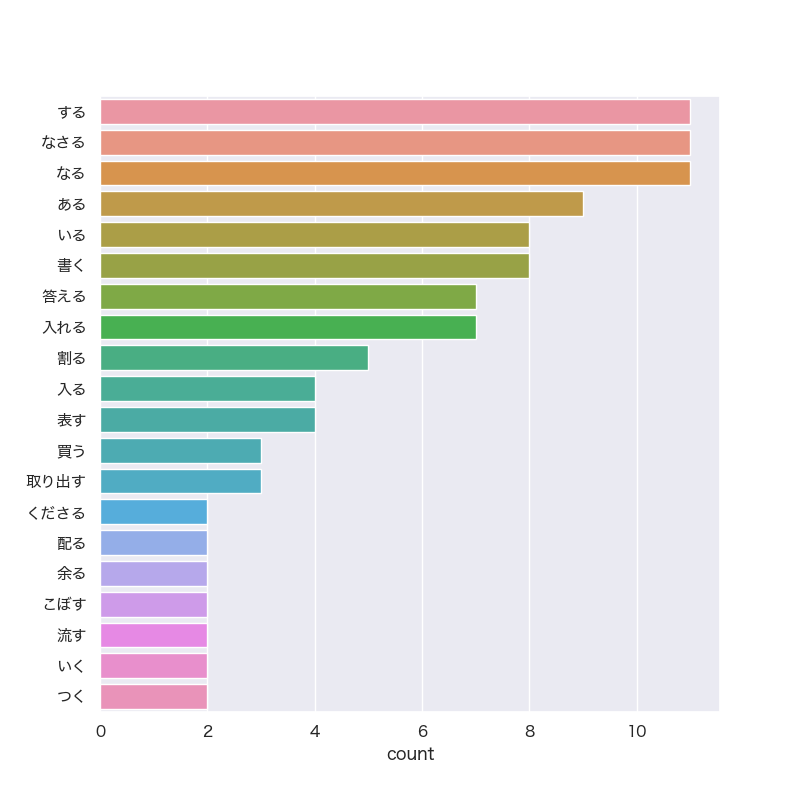 する
なさる
なる
ある
いる
書く
答える
入れる
割る
入る
表す
買う
取り出す
くださる
配る
余る
こぼす
流す
いく
つく
0 2 4 6 8 10
count